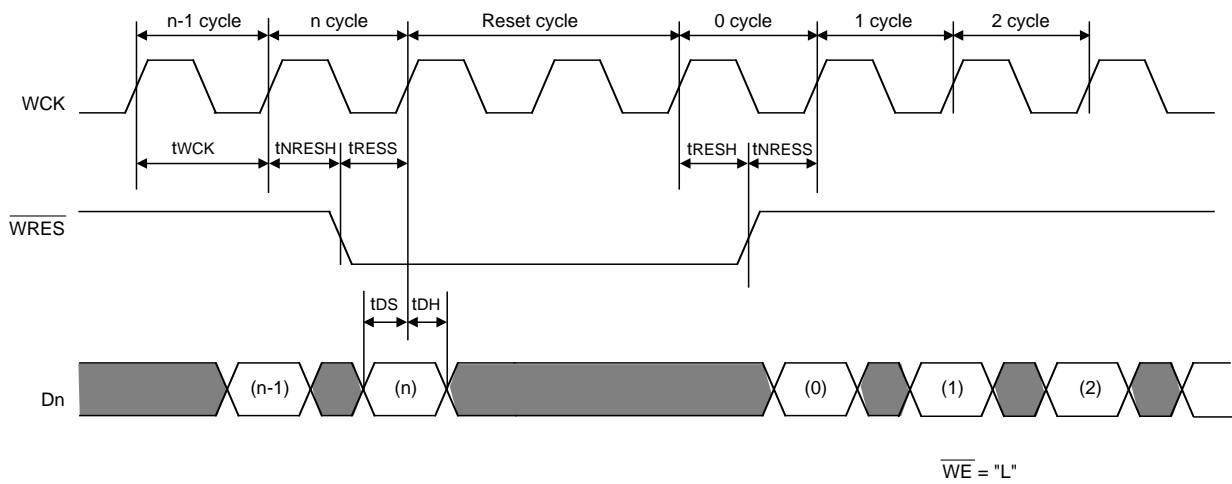 n-1 cycle n cycle Reset cycle 0 cycle 1 cycle 2 cycle
WCK
tWCK tNRESH tRESS tRESH tNRESS
WRES
tDS tDH
Dn (n-1) (n) (0) (1) (2)
WE = "L"